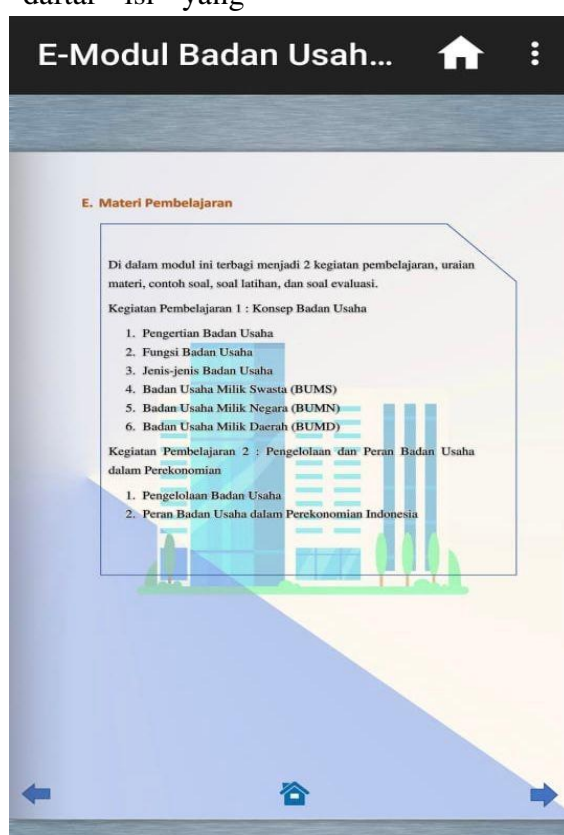 daftar isi yang
E-Modul Badan Usah...
E. Materi Pembelajaran
Di dalam modul ini terbagi menjadi 2 kegiatan pembelajaran, uraian
materi, contoh soal, soal latihan, dan soal evaluasi.
Kegiatan Pembelajaran 1 : Konsep Badan Usaha
1. Pengertian Badan Usaha
2. Fungsi Badan Usaha
3. Jenis-jenis Badan Usaha
4. Badan Usaha Milik Swasta (BUMS)
5. Badan Usaha Milik Negara (BUMN)
6. Badan Usaha Milik Daerah (BUMD)
Kegiatan Pembelajaran 2 : Pengelolaan dan Peran Badan Usaha
dalam Perekonomian
1. Pengelolaan Badan Usaha
2. Peran Badan Usaha dalam Perekonomian Indonesia